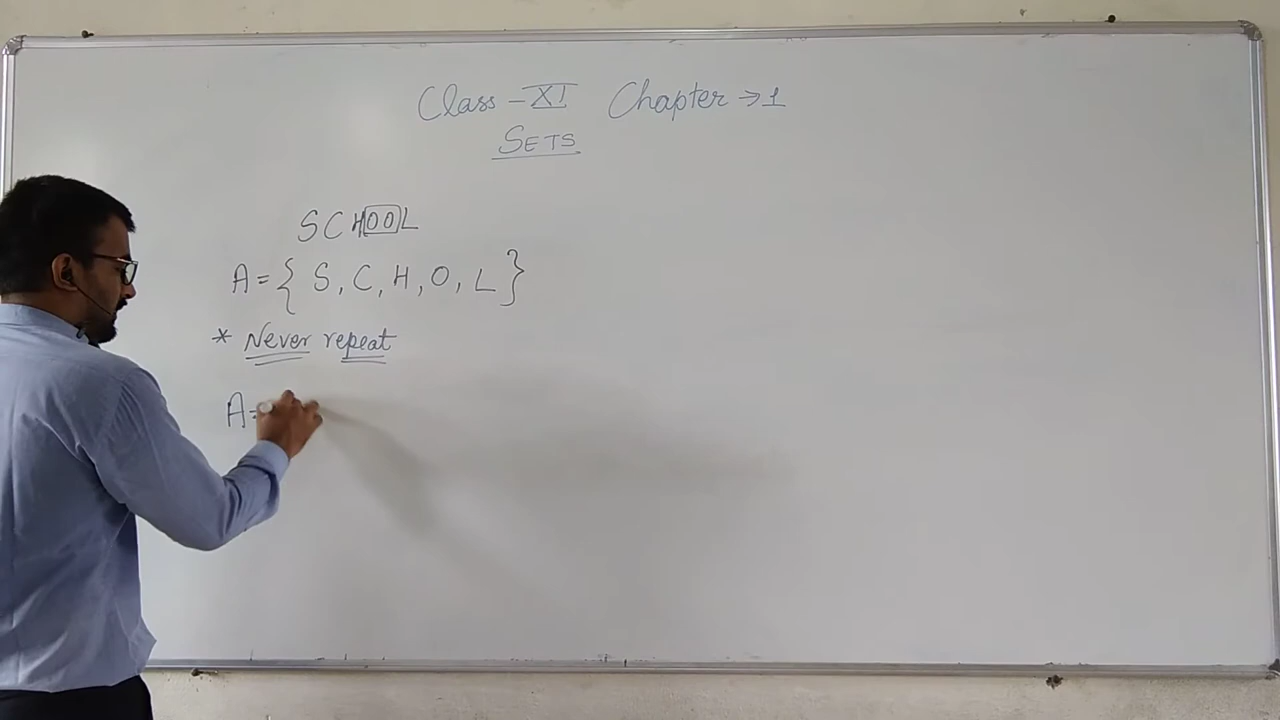 Class - XI Chapter → 1
SETS
SCHOOL
A = { S, C, H, O, L }
* Never repeat
A =